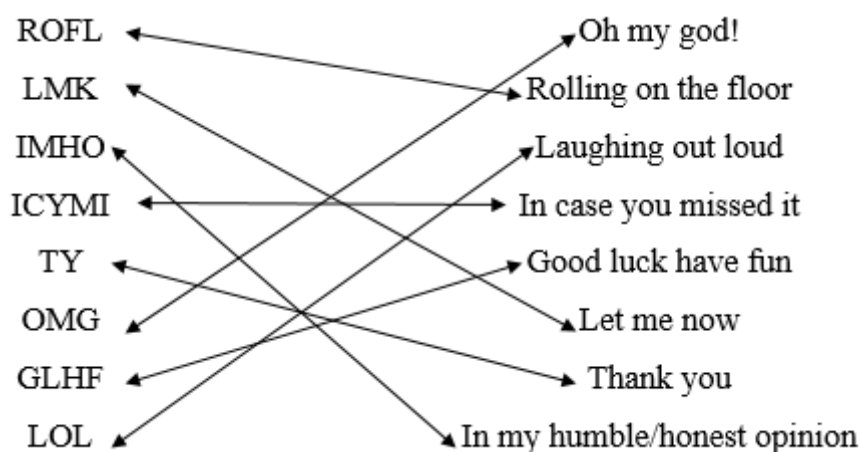 ROFL Oh my god!
LMK Rolling on the floor
IMHO Laughing out loud
ICYMI In case you missed it
TY Good luck have fun
OMG Let me now
GLHF Thank you
LOL In my humble/honest opinion